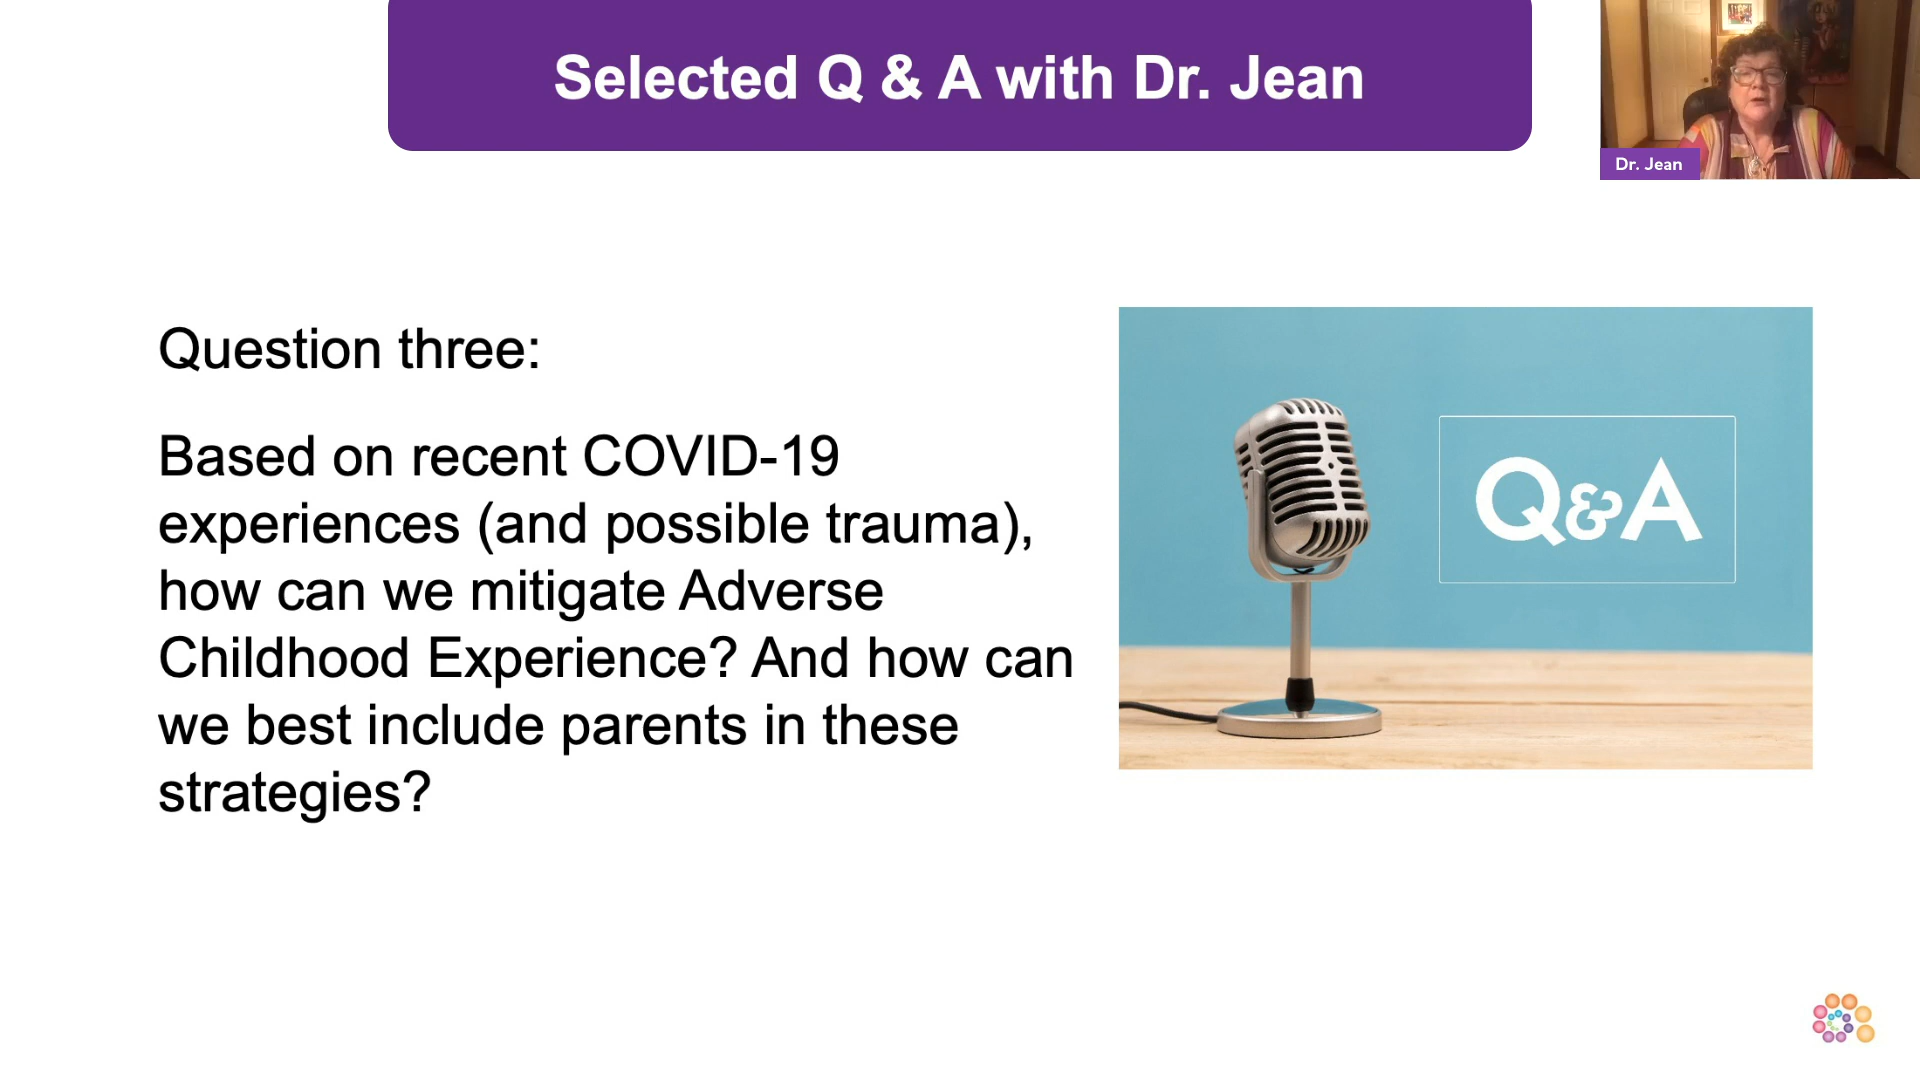 Selected Q & A with Dr. Jean
Dr. Jean
Question three:
Based on recent COVID-19
experiences (and possible trauma),
how can we mitigate Adverse
Childhood Experience? And how can
we best include parents in these
strategies?
Q&A